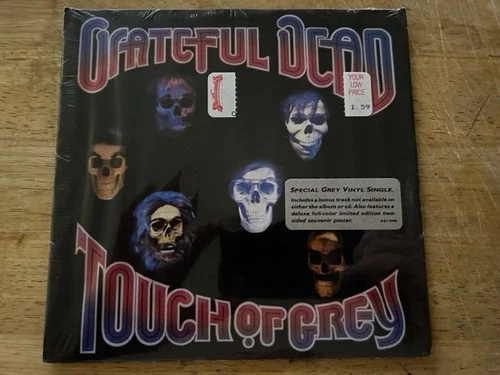 GRATEFUL DEAD
YOUR
LOW
PRICE
1.59
SPECIAL GREY VINYL SINGLE.
Includes a bonus track not available on
either the album or cd. Also features a
deluxe full-color limited edition two-
sided souvenir poster.
TOUCH OF GREY